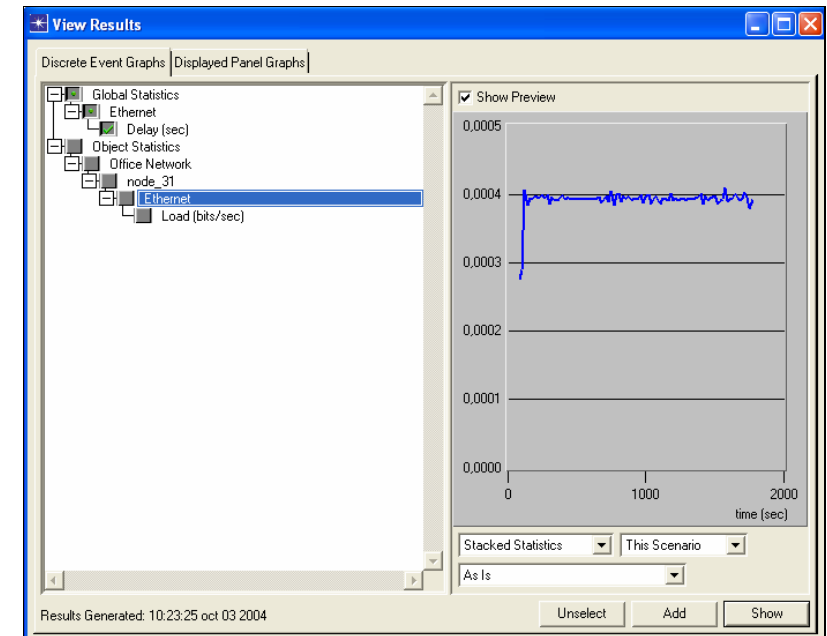 View Results
Discrete Event Graphs Displayed Panel Graphs
Global Statistics
Ethernet
Delay (sec)
Object Statistics
Office Network
node_31
Ethernet
Load (bits/sec)
Show Preview
0,0005
0,0004
0,0003
0,0002
0,0001
0,0000
0 1000 2000
time (sec)
Stacked Statistics This Scenario
As Is
Results Generated: 10:23:25 oct 03 2004
Unselect Add Show